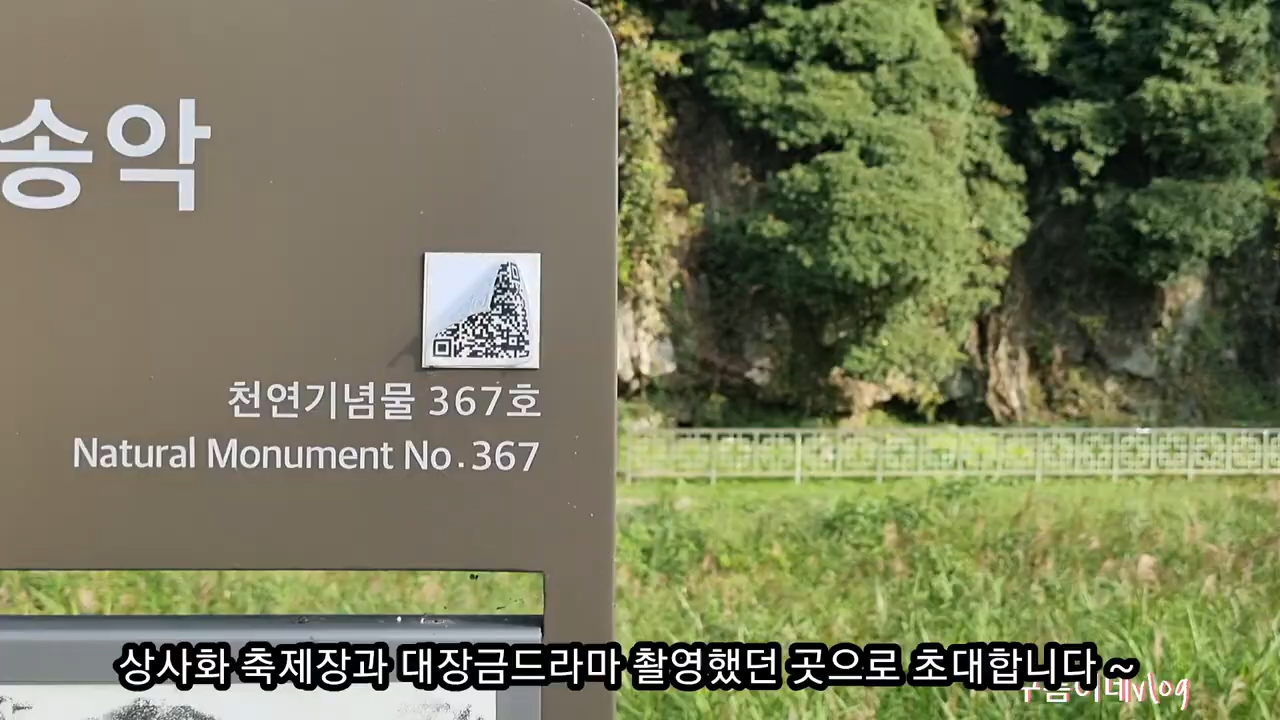 송악
천연기념물 367호
Natural Monument No.367
상사화 축제장과 대장금드라마 촬영했던 곳으로 초대합니다 ~